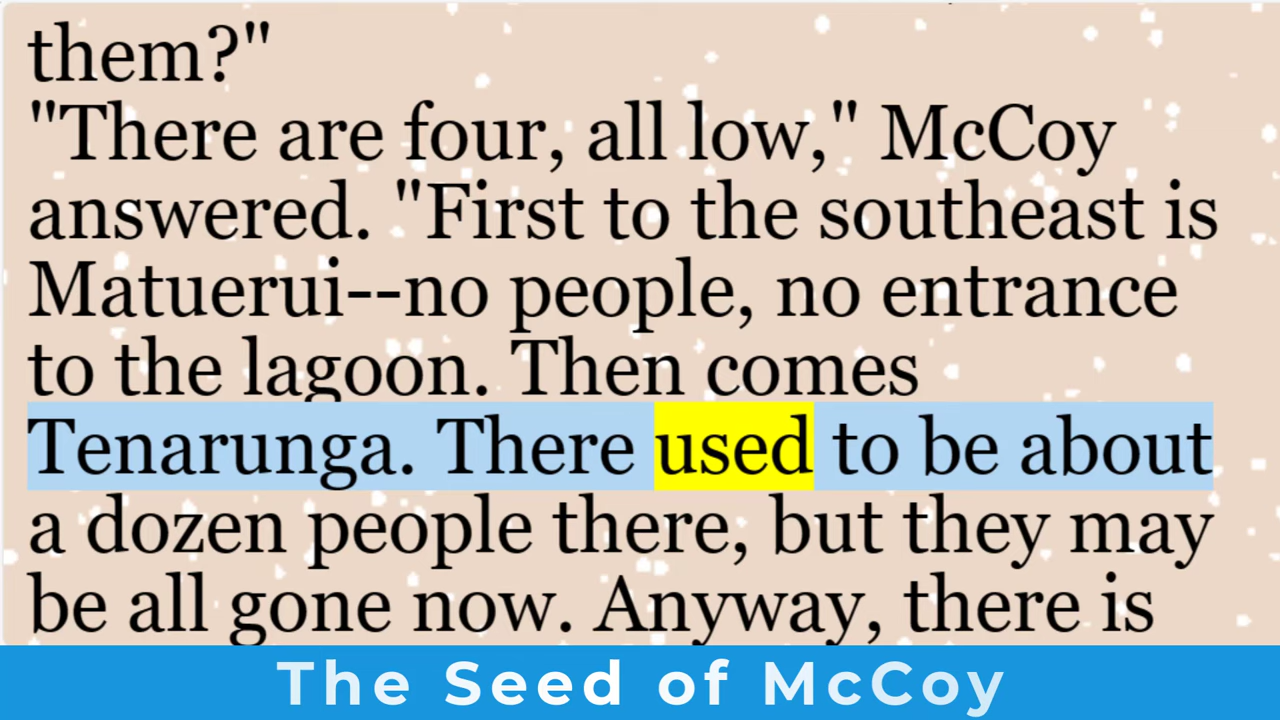 them?"
"There are four, all low," McCoy
answered. "First to the southeast is
Matuerui--no people, no entrance
to the lagoon. Then comes
Tenarunga. There used to be about
a dozen people there, but they may
be all gone now. Anyway, there is
The Seed of McCoy